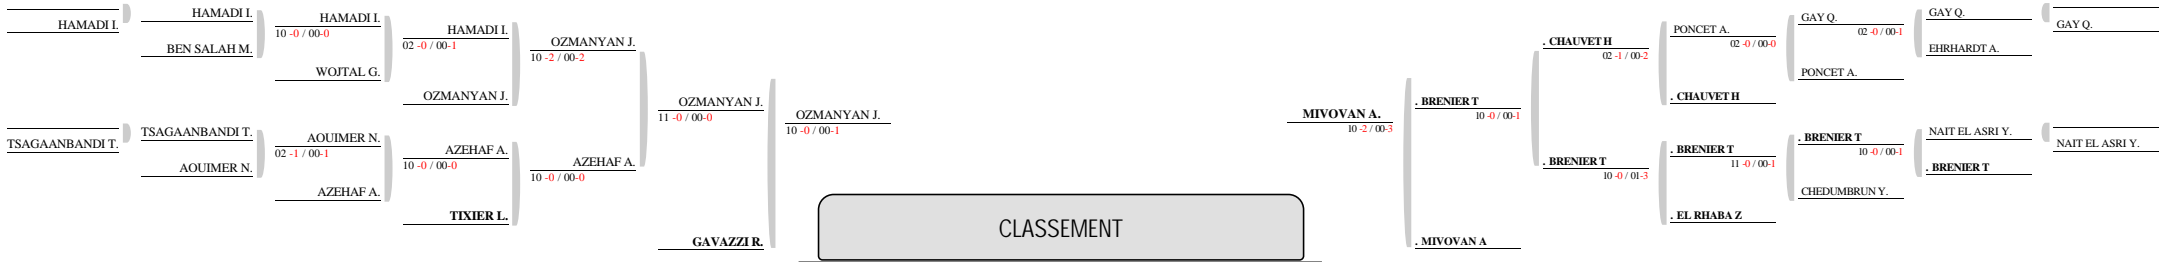 HAMADI I.
TSAGAANBANDI T.
HAMADI I.
BEN SALAH M.
TSAGAANBANDI T.
AOUIMER N.
HAMADI I.
10 -0 / 00-0
WOJTAL G.
AOUIMER N.
02 -1 / 00-1
AZEHAF A.
HAMADI I.
02 -0 / 00-1
OZMANYAN J.
AZEHAF A.
10 -0 / 00-0
TIXIER L.
OZMANYAN J.
10 -2 / 00-2
AZEHAF A.
10 -0 / 00-0
OZMANYAN J.
11 -0 / 00-0
GAVAZZI R.
OZMANYAN J.
10 -0 / 00-1
CLASSEMENT
MIVOVAN A.
10 -2 / 00-3
. BRENIER T
10 -0 / 00-1
. MIVOVAN A
. CHAUVET H
02 -1 / 00-2
. BRENIER T
10 -0 / 01-3
PONCET A.
02 -0 / 00-0
. CHAUVET H
. BRENIER T
11 -0 / 00-1
. EL RHABA Z
GAY Q.
02 -0 / 00-1
PONCET A.
. BRENIER T
10 -0 / 00-1
CHEDUMBRUN Y.
GAY Q.
EHRHARDT A.
NAIT EL ASRI Y.
. BRENIER T
GAY Q.
NAIT EL ASRI Y.